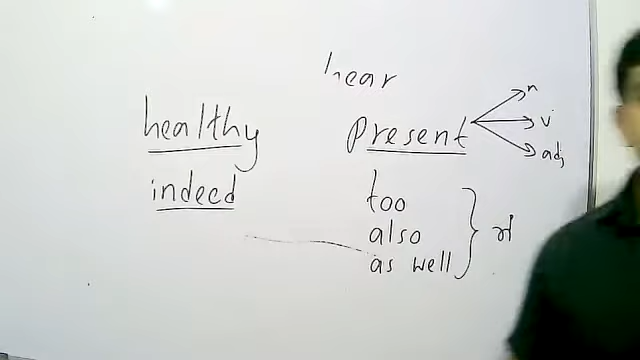 hear
healthy
present
n
v
adj
indeed
too
also
as well